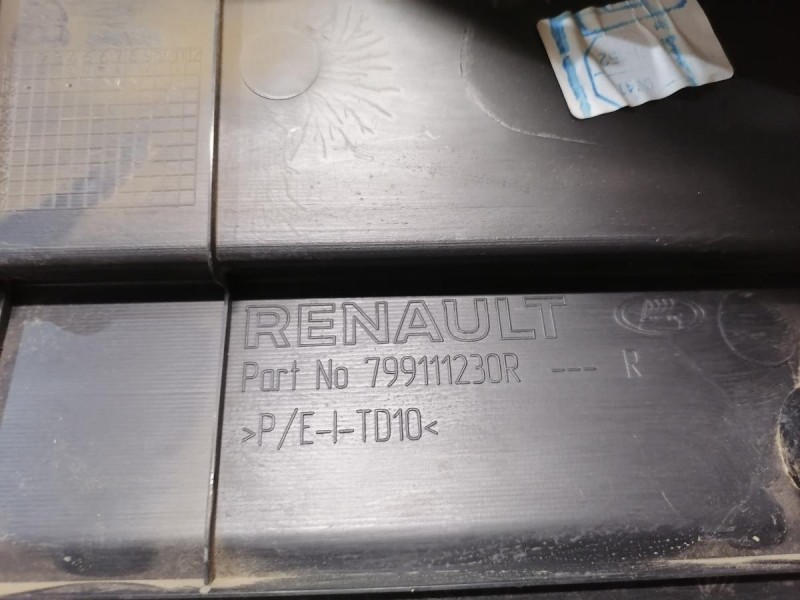 RENAULT
Part No 799111230R --- R
>P/E-I-TD10<